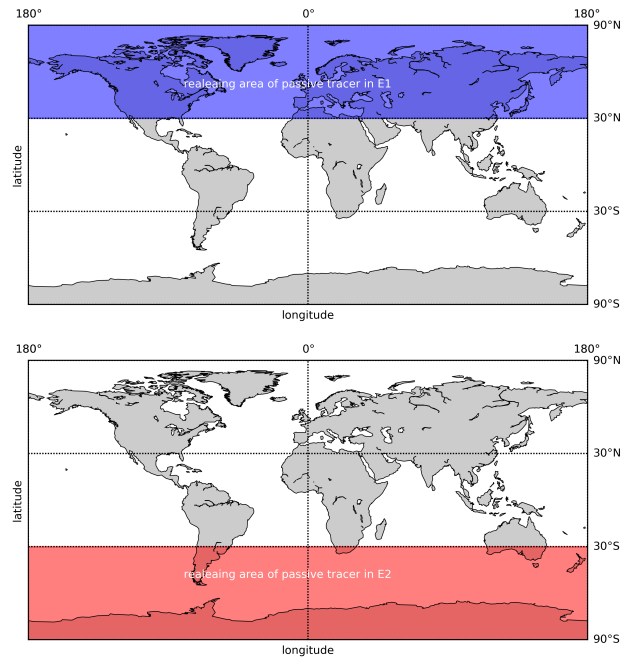 180° 0° 180°
90°N
realeaing area of passive tracer in E1
30°N
latitude
30°S
90°S
longitude
180° 0° 180°
90°N
30°N
latitude
30°S
realeaing area of passive tracer in E2
90°S
longitude